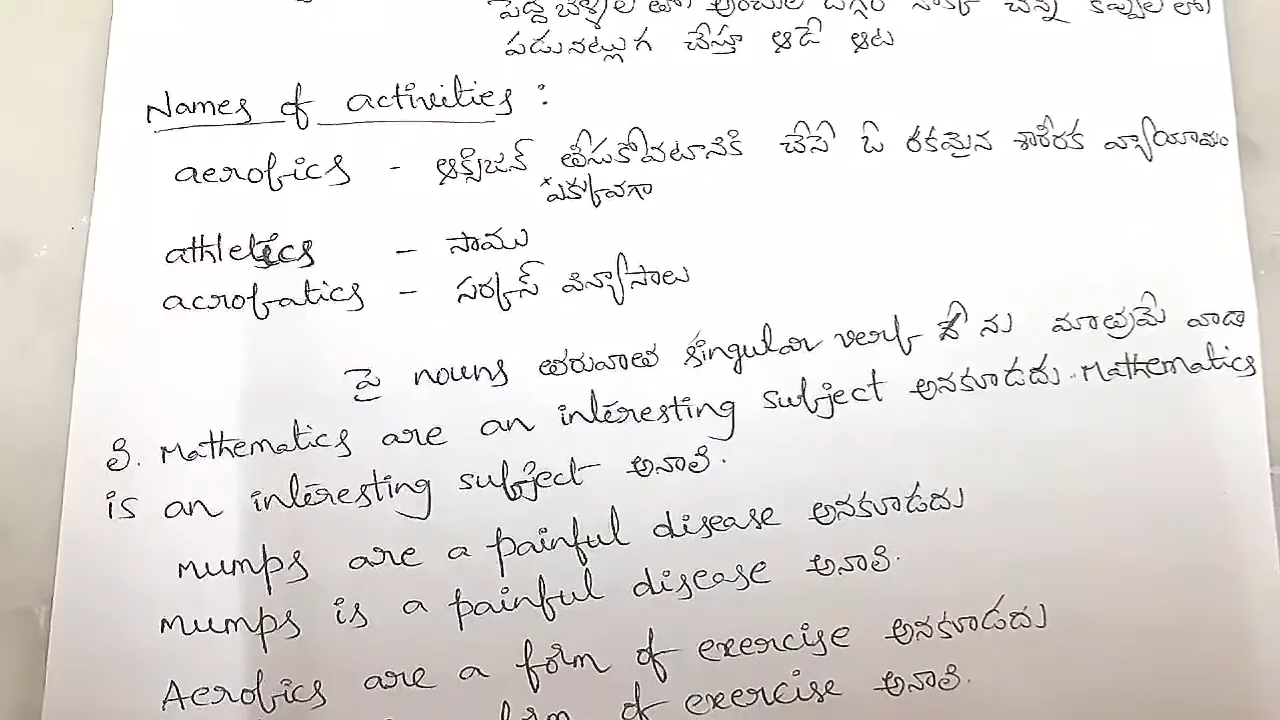 పడునట్లుగ చేస్తూ ఆడే ఆట
Names of activities :
aerobics - ఆక్సిజన్ తీసుకోవటానికి చేసే ఓ రకమైన శారీరక వ్యాయామం
ఎక్కువగా
athletics - సాము
acrobatics - సర్కస్ విన్యాసాలు
పై nouns తరువాత singular verb ను మాత్రమే వాడా
Mathematics are an interesting subject అనకూడదు. Mathematics
is an interesting subject అనాలి.
mumps are a painful disease అనకూడదు
mumps is a painful disease అనాలి.
Aerobics are a form of exercise అనకూడదు
form of exercise అనాలి.